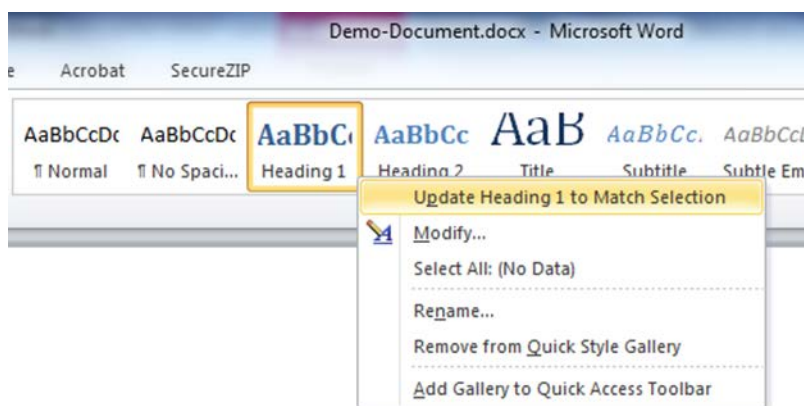 Demo-Document.docx - Microsoft Word
Acrobat SecureZIP
AaBbCcDc AaBbCcDc AaBbC AaBbCc AaB AaBbCc. AaBbCcL
¶ Normal ¶ No Spaci... Heading 1 Heading 2 Title Subtitle Subtle Em
Update Heading 1 to Match Selection
Modify...
Select All: (No Data)
Rename...
Remove from Quick Style Gallery
Add Gallery to Quick Access Toolbar